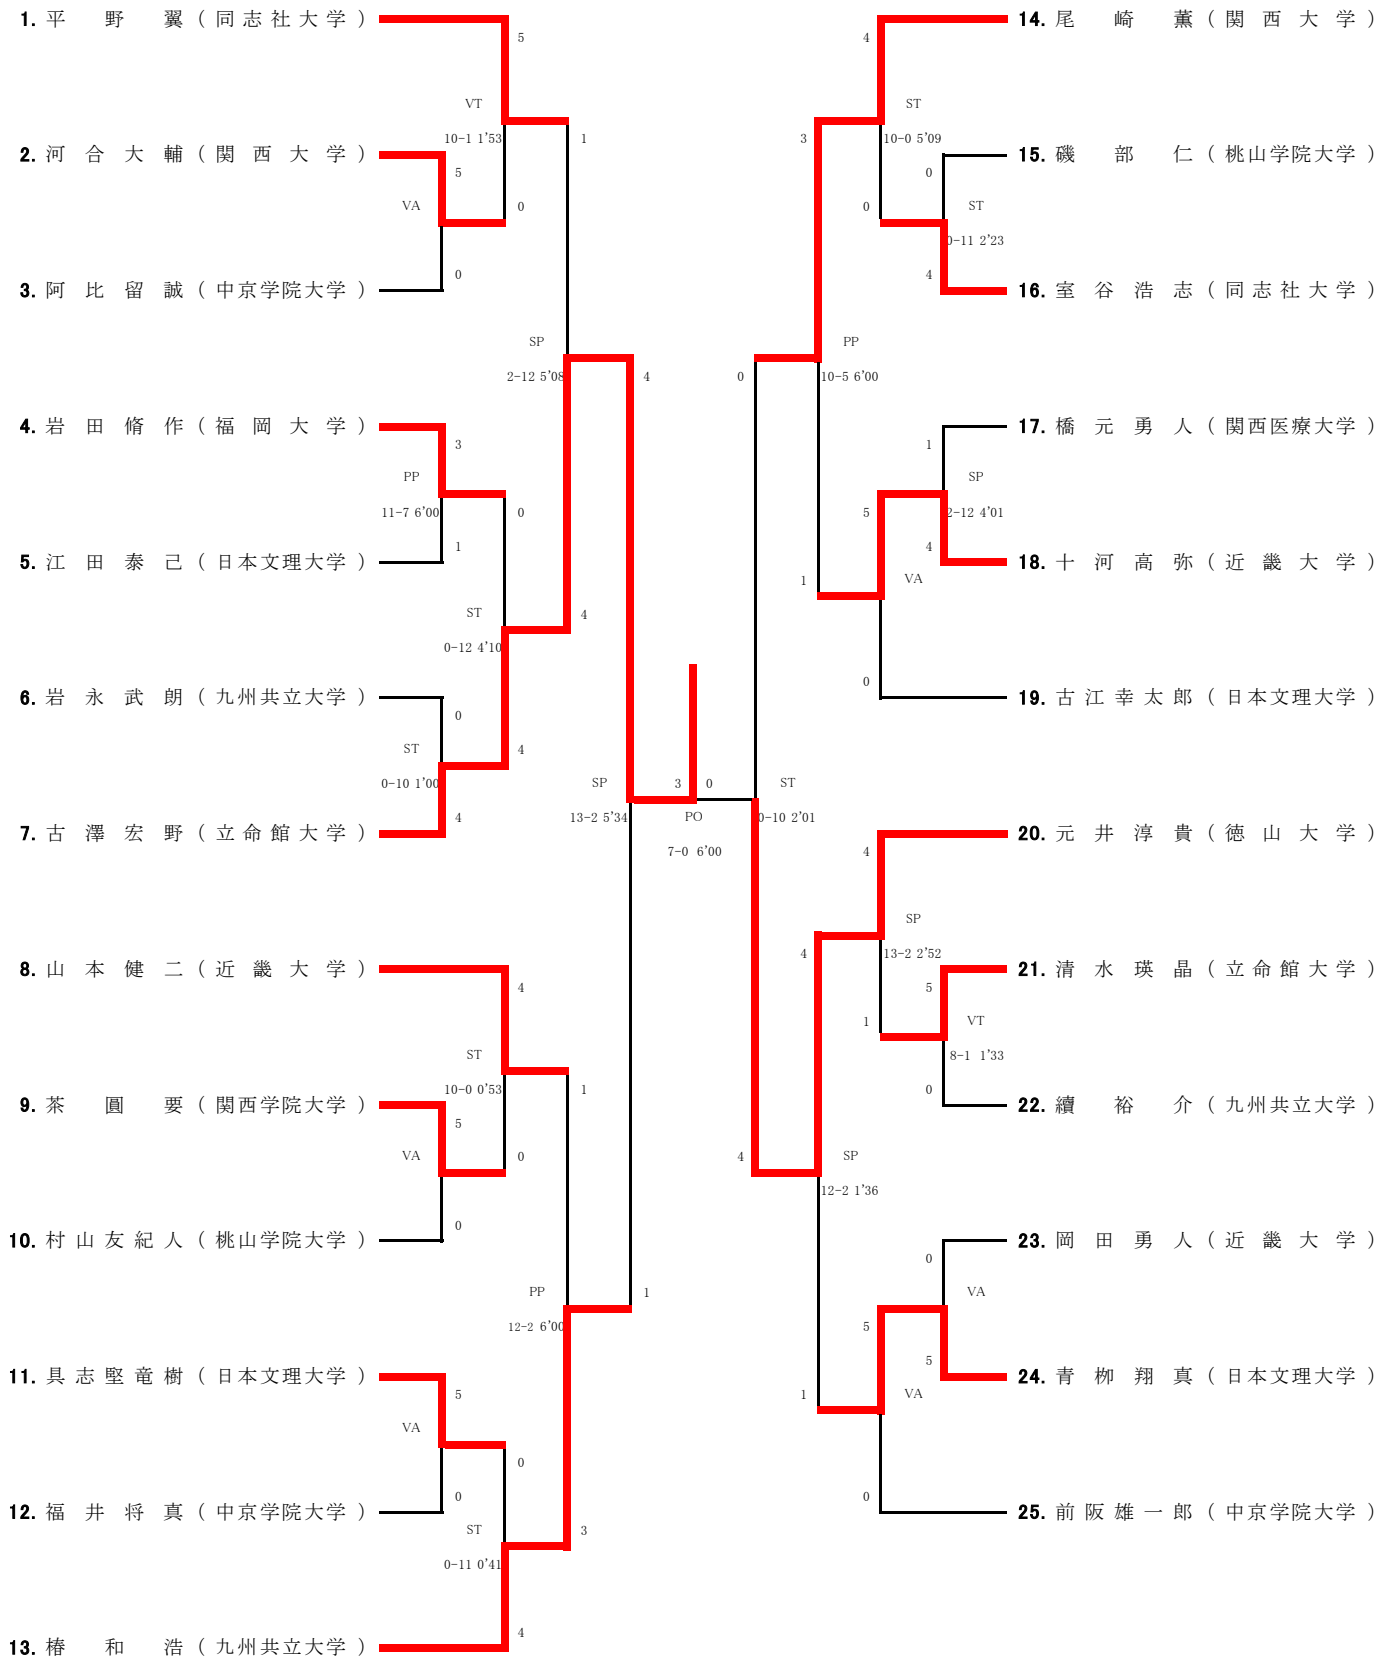 1. 平野翼（同志社大学）
2. 河合大輔（関西大学）
3. 阿比留誠（中京学院大学）
4. 岩田脩作（福岡大学）
5. 江田泰己（日本文理大学）
6. 岩永武朗（九州共立大学）
7. 古澤宏野（立命館大学）
8. 山本健二（近畿大学）
9. 茶圓要（関西学院大学）
10. 村山友紀人（桃山学院大学）
11. 具志堅竜樹（日本文理大学）
12. 福井将真（中京学院大学）
13. 椿和浩（九州共立大学）
5
VT
10-1 1'53
5
VA
0
0
1
SP
2-12 5'08
3
PP
11-7 6'00
1
0
ST
0-12 4'10
4
0
ST
0-10 1'00
4
4
4
SP
13-2 5'34
4
ST
10-0 0'53
5
VA
0
0
1
PP
12-2 6'00
1
5
VA
0
0
ST
0-11 0'41
3
4
3
0
PO
7-0 6'00
14. 尾崎薫（関西大学）
15. 磯部仁（桃山学院大学）
16. 室谷浩志（同志社大学）
17. 橋元勇人（関西医療大学）
18. 十河高弥（近畿大学）
19. 古江幸太郎（日本文理大学）
20. 元井淳貴（徳山大学）
21. 清水瑛晶（立命館大学）
22. 續裕介（九州共立大学）
23. 岡田勇人（近畿大学）
24. 青栁翔真（日本文理大学）
25. 前阪雄一郎（中京学院大学）
4
ST
10-0 5'09
3
0
ST
0-11 2'23
0
4
0
PP
10-5 6'00
1
SP
2-12 4'01
5
4
1
VA
0
ST
0-10 2'01
4
SP
13-2 2'52
4
5
VT
8-1 1'33
1
0
4
SP
12-2 1'36
0
VA
5
5
1
VA
0